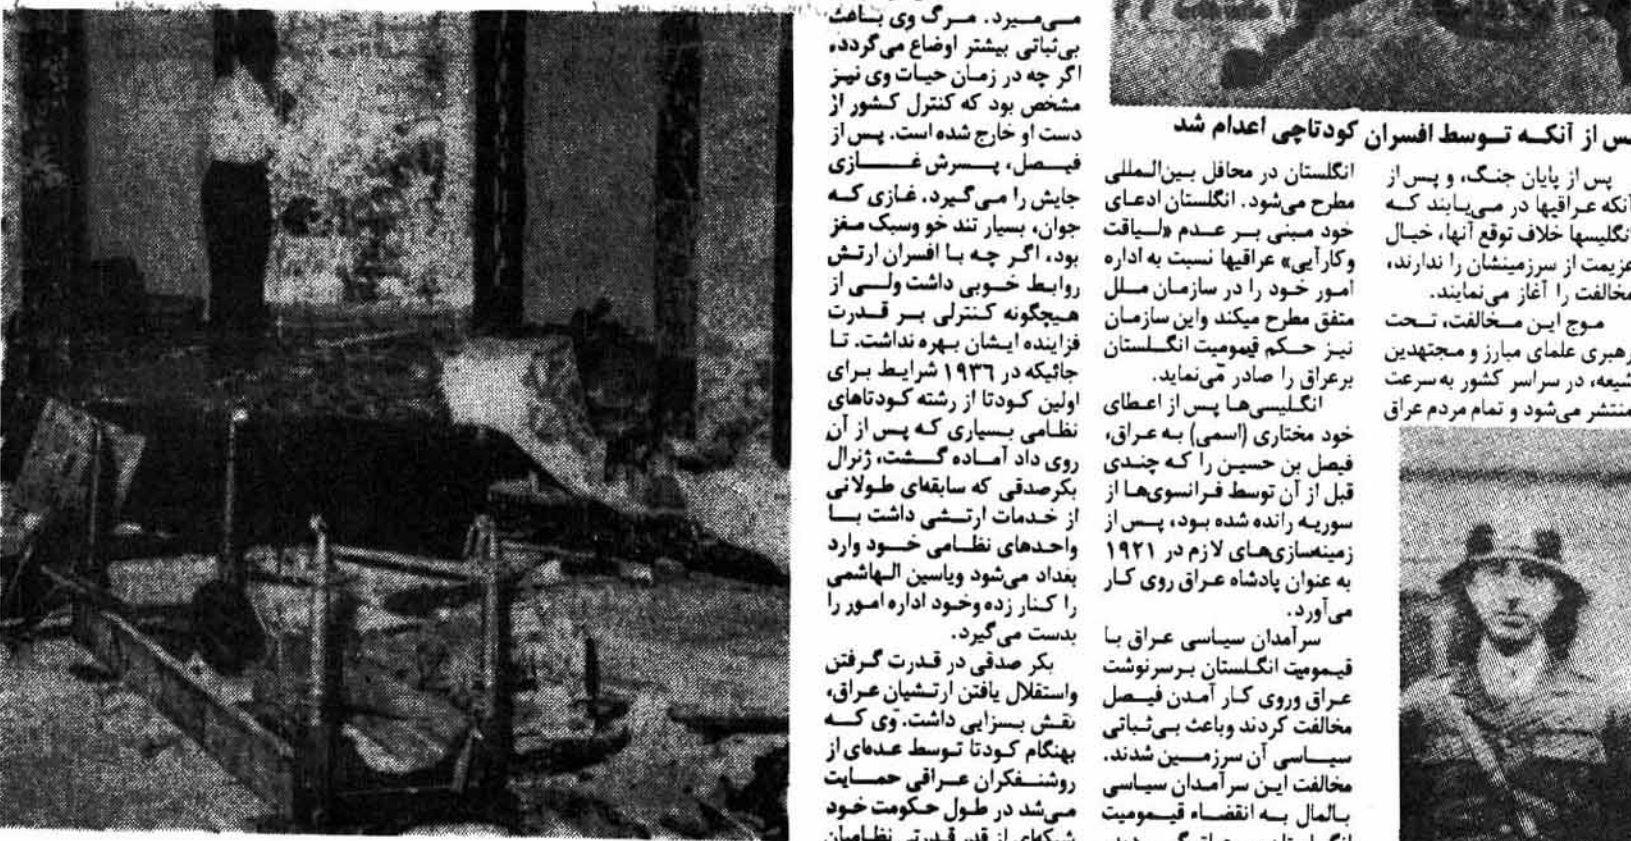 پس از آنکه توسط افسران کودتاچی اعدام شد
پس از پایان جنگ، و پس از
آنکه عراقیها در می‌یابند که
انگلیسها خلاف توقع آنها، خیال
عزیمت از سرزمینشان را ندارند،
مخالفت را آغاز می‌نمایند.
موج این مخالفت، تحت
رهبری علمای مبارز و مجتهدین
شیعه، در سراسر کشور به سرعت
منتشر می‌شود و تمام مردم عراق
انگلستان در محافل بین‌المللی
مطرح می‌شود. انگلستان ادعای
خود مبنی بر عدم «لیاقت
وکارآیی» عراقیها نسبت به اداره
امور خود را در سازمان ملل
متفق مطرح میکند واین سازمان
نیز حکم قیمومیت انگلستان
برعراق را صادر می‌نماید.
انگلیسی‌ها پس از اعطای
خود مختاری (اسمی) به عراق،
فیصل بن حسین را که چندی
قبل از آن توسط فرانسوی‌ها از
سوریه رانده شده بود، پس از
زمینه‌سازی‌های لازم در ۱۹۲۱
به عنوان پادشاه عراق روی کار
می‌آورد.
سرآمدان سیاسی عراق با
قیمومیت انگلستان برسرنوشت
عراق وروی کار آمدن فیصل
مخالفت کردند وباعث بی‌ثباتی
سیاسی آن سرزمین شدند.
مخالفت این سرآمدان سیاسی
بالمال به انقضاء قیمومیت
می‌میرد. مرگ وی باعث
بی‌ثباتی بیشتر اوضاع می‌گردد،
اگر چه در زمان حیات وی نیز
مشخص بود که کنترل کشور از
دست او خارج شده است. پس از
فیصل، پسرش غازی
جایش را می‌گیرد. غازی که
جوان، بسیار تند خو وسبک مغز
بود، اگر چه با افسران ارتش
روابط خوبی داشت ولی از
هیچگونه کنترلی بر قدرت
فزاینده ایشان بهره نداشت. تا
جائیکه در ۱۹۳۶ شرایط برای
اولین کودتا از رشته کودتاهای
نظامی بسیاری که پس از آن
روی داد آماده گشت، ژنرال
بکرصدقی که سابقه‌ای طولانی
از خدمات ارتشی داشت با
واحدهای نظامی خود وارد
بغداد می‌شود ویاسین الهاشمی
را کنار زده وخود اداره امور را
بدست می‌گیرد.
بکر صدقی در قدرت گرفتن
واستقلال یافتن ارتشیان عراق،
نقش بسزایی داشت. وی که
بهنگام کودتا توسط عده‌ای از
روشنفکران عراقی حمایت
می‌شد در طول حکومت خود